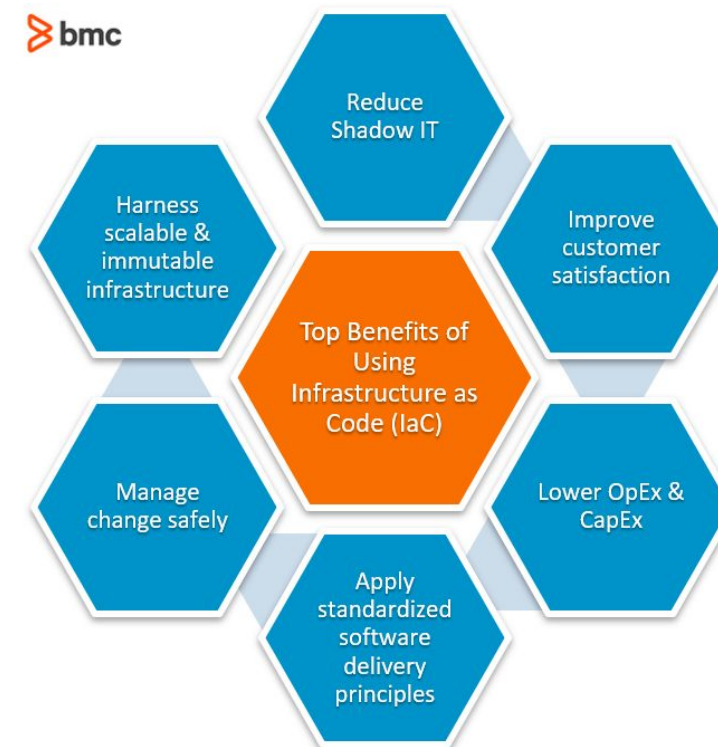 bmc
Reduce
Shadow IT
Improve
customer
satisfaction
Lower OpEx &
CapEx
Apply
standardized
software
delivery
principles
Manage
change safely
Harness
scalable &
immutable
infrastructure
Top Benefits of
Using
Infrastructure as
Code (IaC)